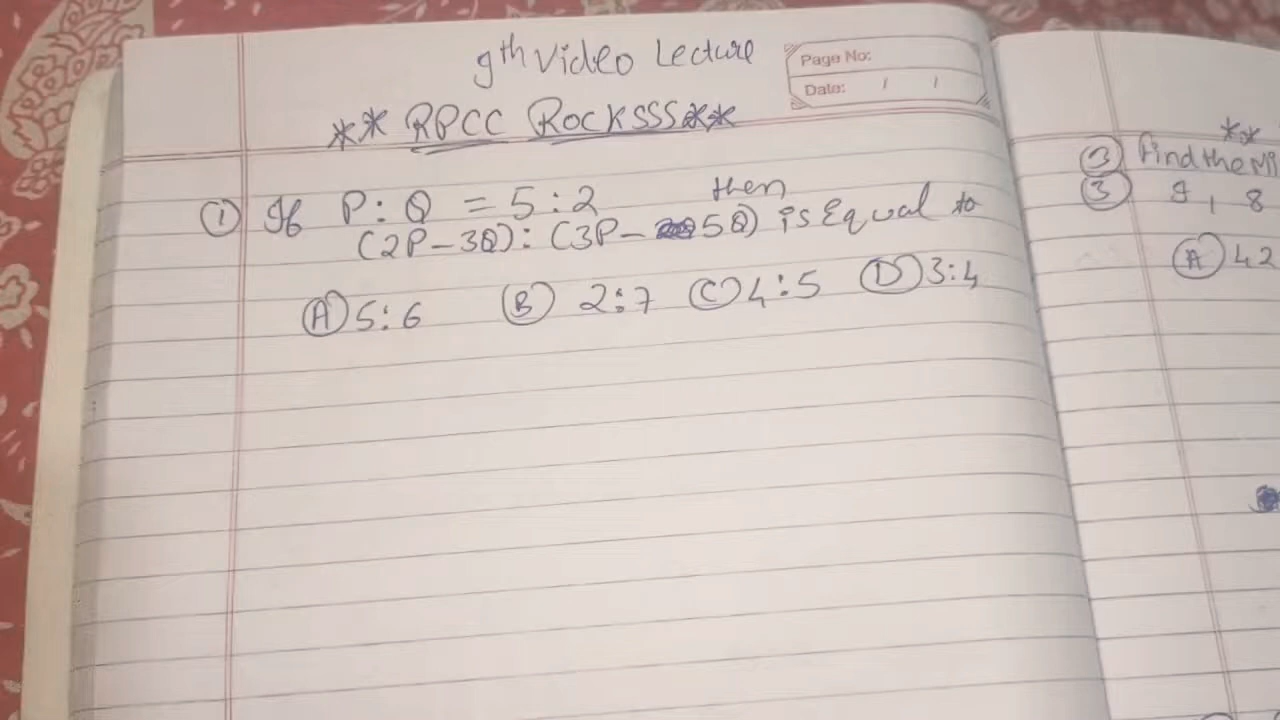 9th Video Lecture
Page No:
Date: / /
** RPCC ROCKSSS**
① If P : Q = 5 : 2 then
(2P - 3Q) : (3P - 5Q) is Equal to
Ⓐ 5:6 Ⓑ 2:7 Ⓒ 4:5 Ⓓ 3:4
**
③ Find the
③ 9, 8
Ⓐ 42